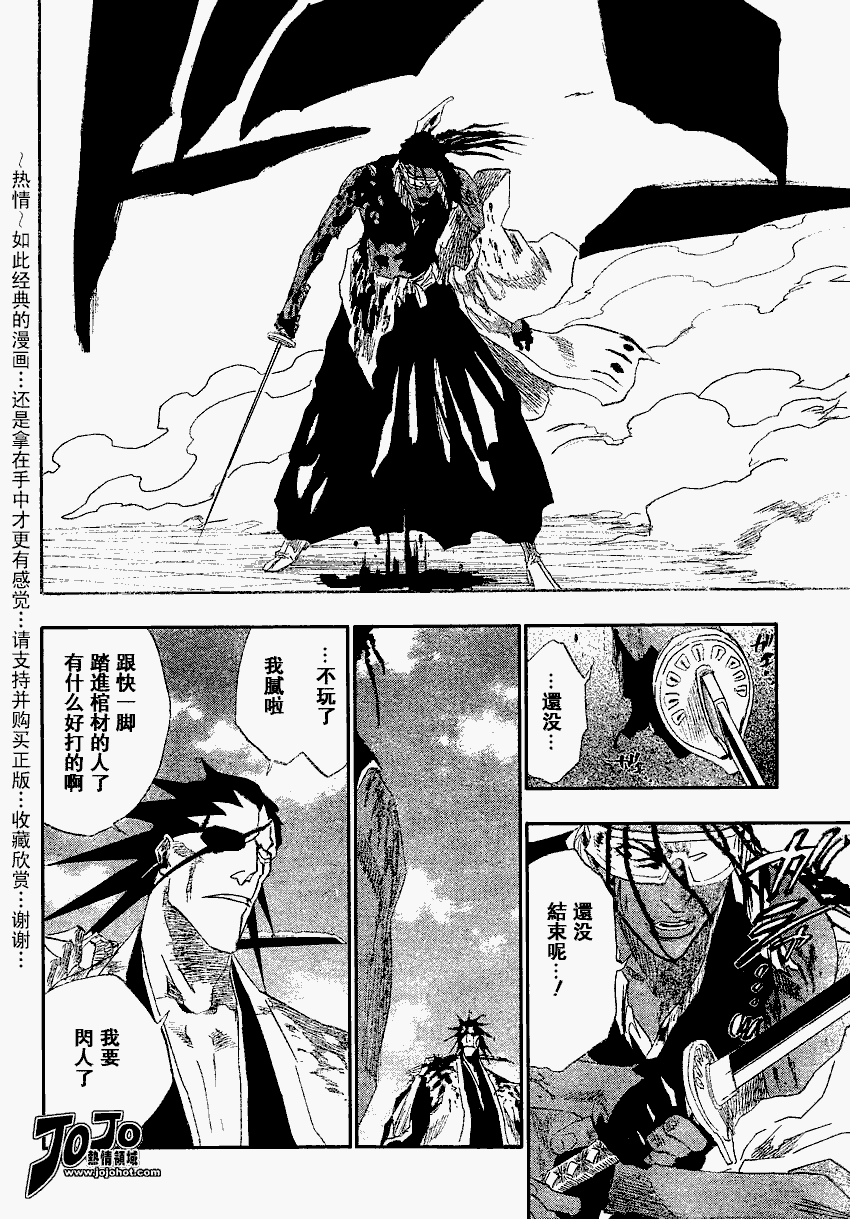 ～热情～如此经典的漫画…还是拿在手中才更有感觉…请支持并购买正版…收藏欣赏…谢谢…
…還没
還没
結束呢…！
…不玩了
我膩啦
跟快一脚
踏進棺材的人了
有什么好打的啊
我要
閃人了
JOJO
熱情領域
www.jojohot.com